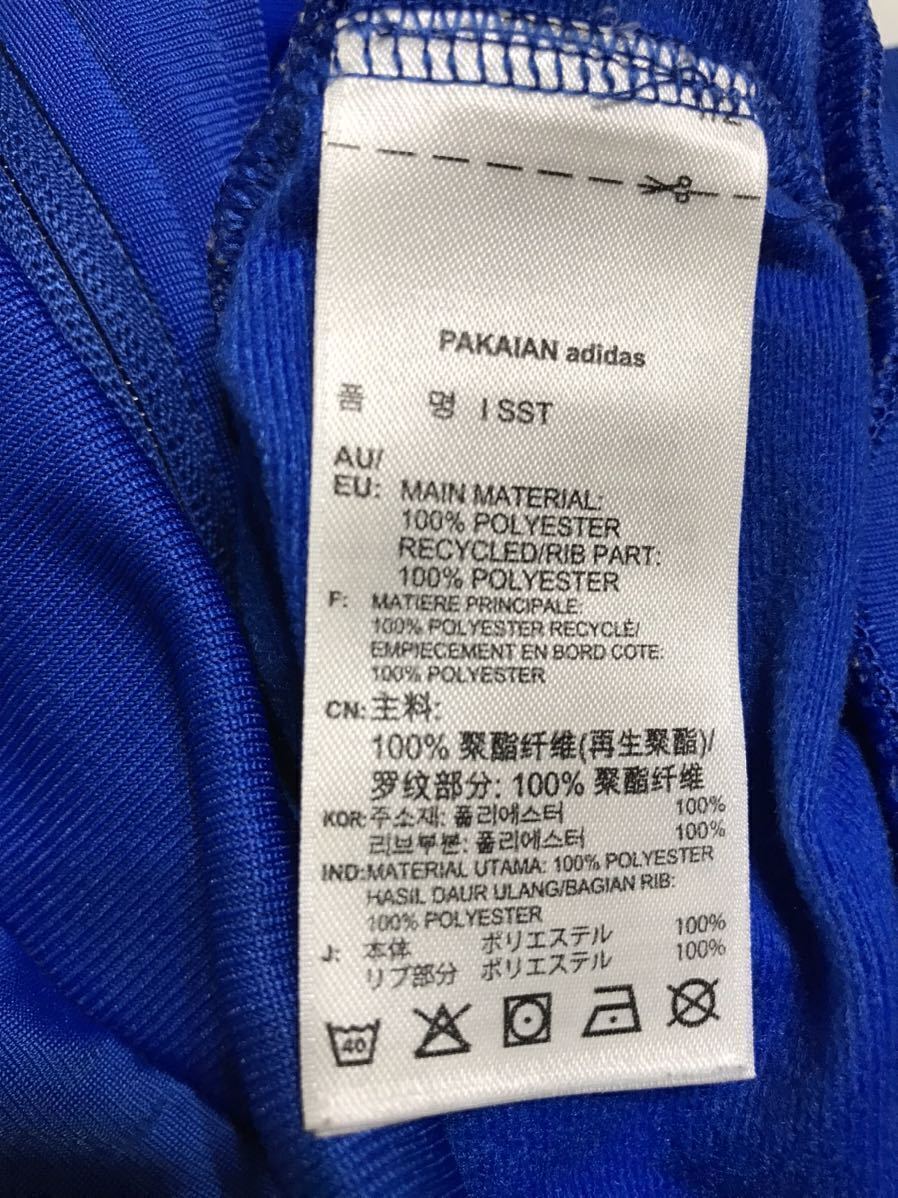 PAKAIAN adidas
폼 명 I SST
AU/
EU: MAIN MATERIAL:
100% POLYESTER
RECYCLED/RIB PART:
100% POLYESTER
F: MATIERE PRINCIPALE:
100% POLYESTER RECYCLÉ/
EMPIECEMENT EN BORD COTE:
100% POLYESTER
CN: 主料:
100% 聚酯纤维(再生聚酯)/
罗纹部分: 100% 聚酯纤维
KOR: 주소재: 폴리에스터 100%
리브부분: 폴리에스터 100%
IND: MATERIAL UTAMA: 100% POLYESTER
HASIL DAUR ULANG/BAGIAN RIB:
100% POLYESTER
J: 本体 ポリエステル 100%
リブ部分 ポリエステル 100%
40